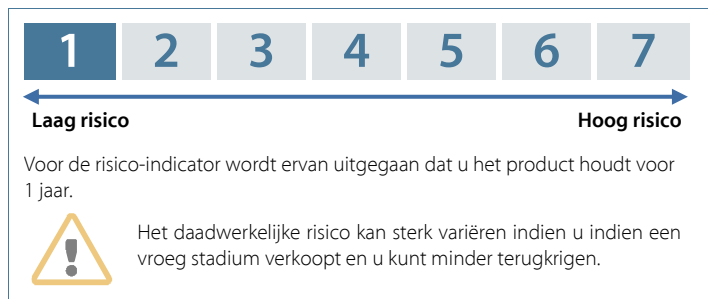 1 2 3 4 5 6 7
Laag risico Hoog risico
Voor de risico-indicator wordt ervan uitgegaan dat u het product houdt voor
1 jaar.
Het daadwerkelijke risico kan sterk variëren indien u indien een
vroeg stadium verkoopt en u kunt minder terugkrigen.